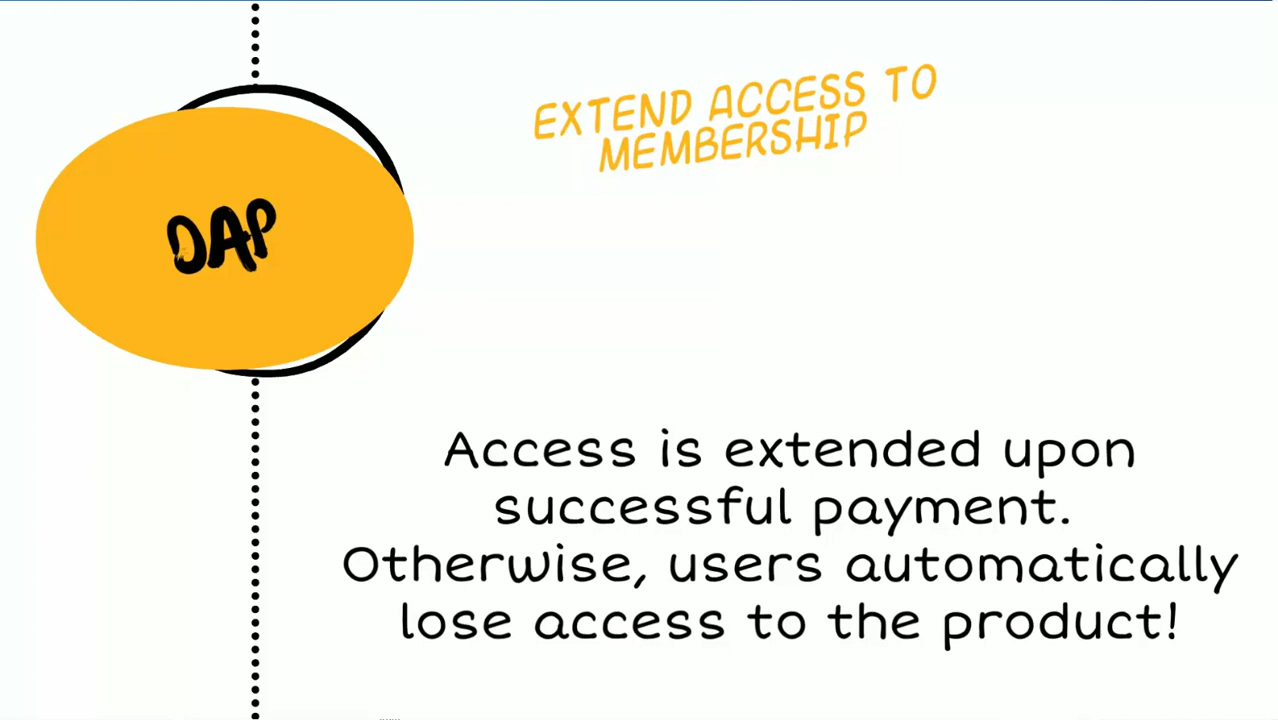 EXTEND ACCESS TO
MEMBERSHIP
DAP
Access is extended upon
successful payment.
Otherwise, users automatically
lose access to the product!